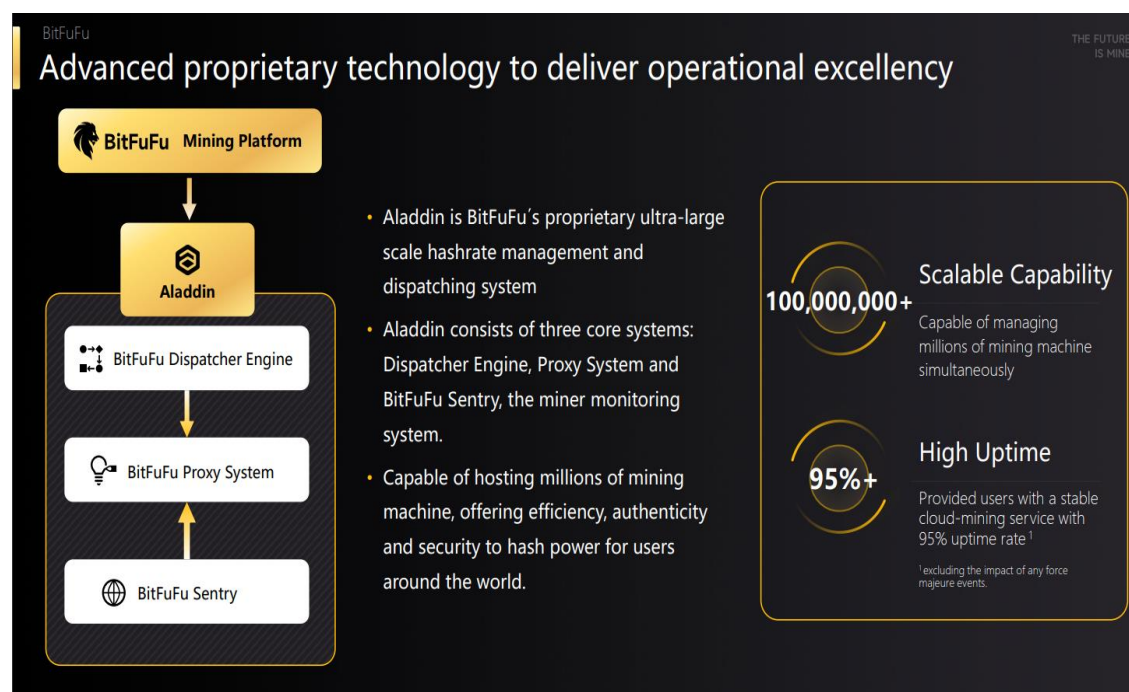 BitFuFu
THE FUTURE
IS MINE
Advanced proprietary technology to deliver operational excellency
BitFuFu Mining Platform
Aladdin
BitFuFu Dispatcher Engine
BitFuFu Proxy System
BitFuFu Sentry
• Aladdin is BitFuFu´s proprietary ultra-large
scale hashrate management and
dispatching system
• Aladdin consists of three core systems:
Dispatcher Engine, Proxy System and
BitFuFu Sentry, the miner monitoring
system.
• Capable of hosting millions of mining
machine, offering efficiency, authenticity
and security to hash power for users
around the world.
100,000,000+
Scalable Capability
Capable of managing
millions of mining machine
simultaneously
95%+
High Uptime
Provided users with a stable
cloud-mining service with
95% uptime rate ¹
¹ excluding the impact of any force
majeure events.